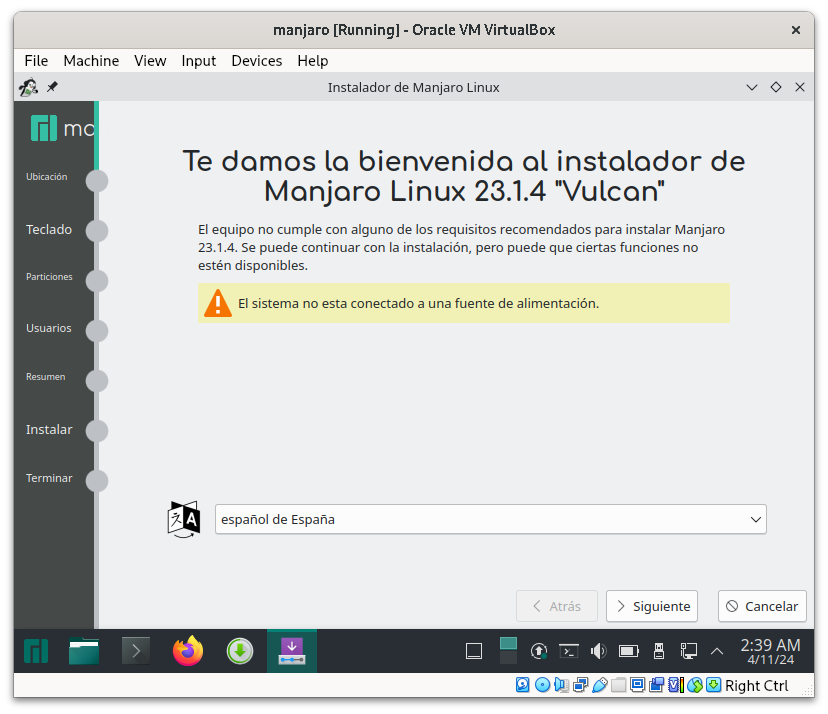 manjaro [Running] - Oracle VM VirtualBox
File Machine View Input Devices Help
Instalador de Manjaro Linux
Ubicación
Teclado
Particiones
Usuarios
Resumen
Instalar
Terminar
Te damos la bienvenida al instalador de
Manjaro Linux 23.1.4 "Vulcan"
El equipo no cumple con alguno de los requisitos recomendados para instalar Manjaro
23.1.4. Se puede continuar con la instalación, pero puede que ciertas funciones no
estén disponibles.
El sistema no esta conectado a una fuente de alimentación.
español de España
Atrás
Siguiente
Cancelar
2:39 AM
4/11/24
Right Ctrl